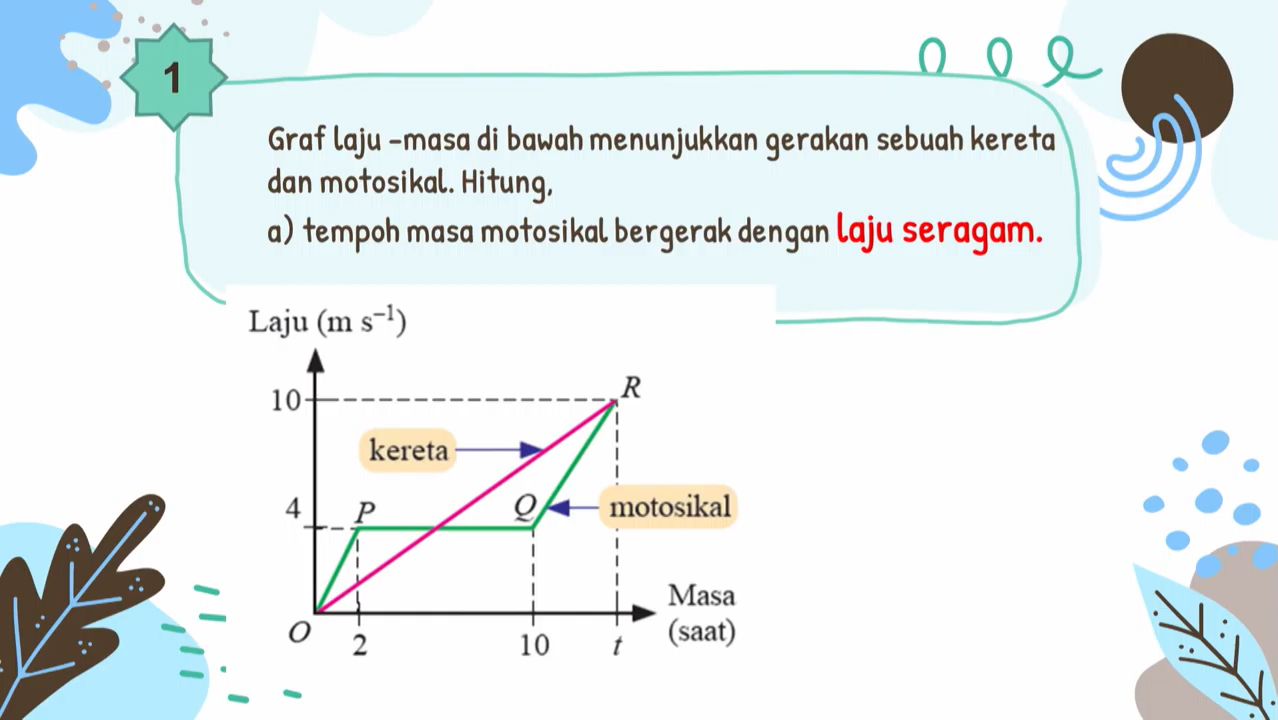 1
Graf laju -masa di bawah menunjukkan gerakan sebuah kereta
dan motosikal. Hitung,
a) tempoh masa motosikal bergerak dengan laju seragam.
Laju (m s⁻¹)
10
R
kereta
4
P
Q
motosikal
Masa
(saat)
O
2
10
t